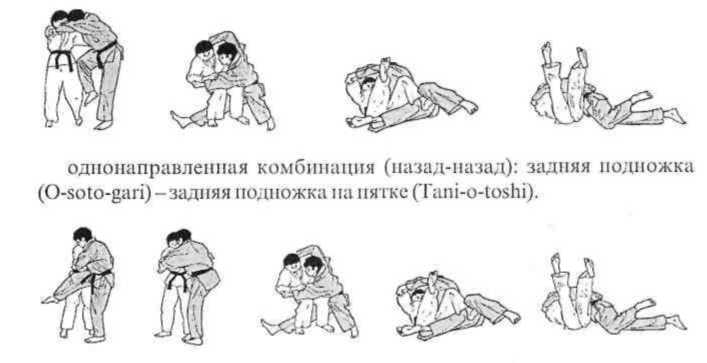 однонаправленная комбинация (назад-назад): задняя подножка
(O-soto-gari) – задняя подножка на пятке (Tani-o-toshi).